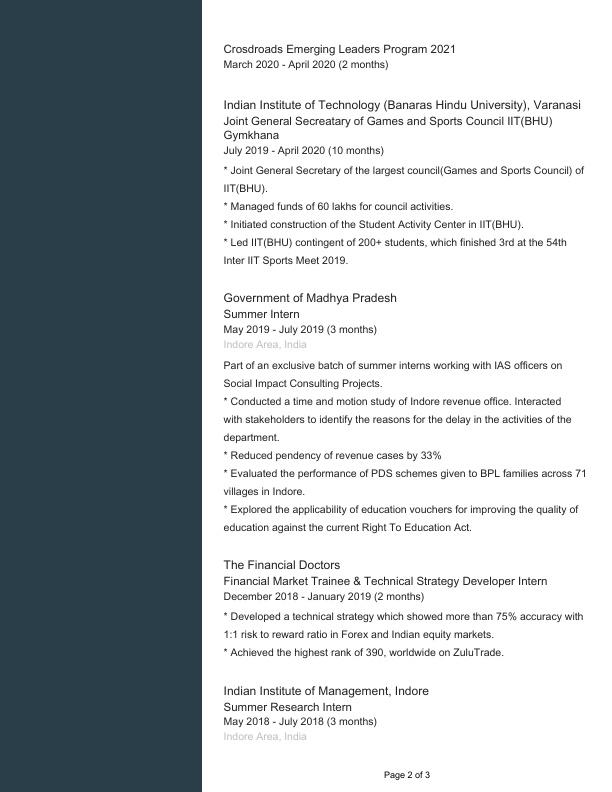 Crosdroads Emerging Leaders Program 2021
March 2020 - April 2020 (2 months)
Indian Institute of Technology (Banaras Hindu University), Varanasi
Joint General Secreatary of Games and Sports Council IIT(BHU)
Gymkhana
July 2019 - April 2020 (10 months)
* Joint General Secretary of the largest council(Games and Sports Council) of
IIT(BHU).
* Managed funds of 60 lakhs for council activities.
* Initiated construction of the Student Activity Center in IIT(BHU).
* Led IIT(BHU) contingent of 200+ students, which finished 3rd at the 54th
Inter IIT Sports Meet 2019.
Government of Madhya Pradesh
Summer Intern
May 2019 - July 2019 (3 months)
Indore Area, India
Part of an exclusive batch of summer interns working with IAS officers on
Social Impact Consulting Projects.
* Conducted a time and motion study of Indore revenue office. Interacted
with stakeholders to identify the reasons for the delay in the activities of the
department.
* Reduced pendency of revenue cases by 33%
* Evaluated the performance of PDS schemes given to BPL families across 71
villages in Indore.
* Explored the applicability of education vouchers for improving the quality of
education against the current Right To Education Act.
The Financial Doctors
Financial Market Trainee & Technical Strategy Developer Intern
December 2018 - January 2019 (2 months)
* Developed a technical strategy which showed more than 75% accuracy with
1:1 risk to reward ratio in Forex and Indian equity markets.
* Achieved the highest rank of 390, worldwide on ZuluTrade.
Indian Institute of Management, Indore
Summer Research Intern
May 2018 - July 2018 (3 months)
Indore Area, India
Page 2 of 3